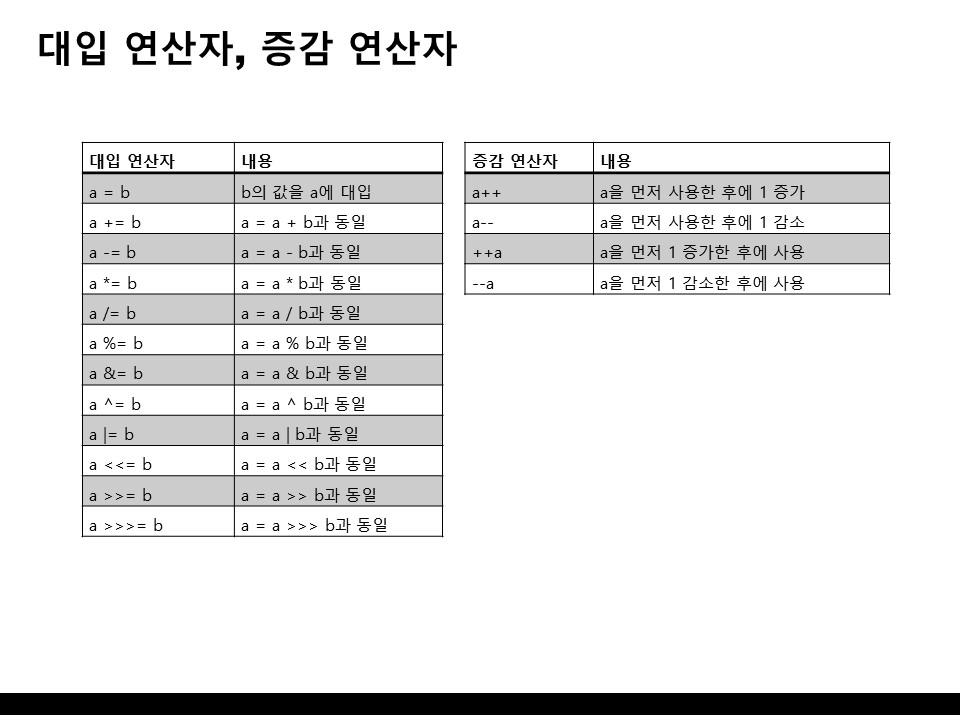 대입 연산자, 증감 연산자
대입 연산자 내용
a = b b의 값을 a에 대입
a += b a = a + b과 동일
a -= b a = a - b과 동일
a *= b a = a * b과 동일
a /= b a = a / b과 동일
a %= b a = a % b과 동일
a &= b a = a & b과 동일
a ^= b a = a ^ b과 동일
a |= b a = a | b과 동일
a <<= b a = a << b과 동일
a >>= b a = a >> b과 동일
a >>>= b a = a >>> b과 동일
증감 연산자 내용
a++ a을 먼저 사용한 후에 1 증가
a-- a을 먼저 사용한 후에 1 감소
++a a을 먼저 1 증가한 후에 사용
--a a을 먼저 1 감소한 후에 사용